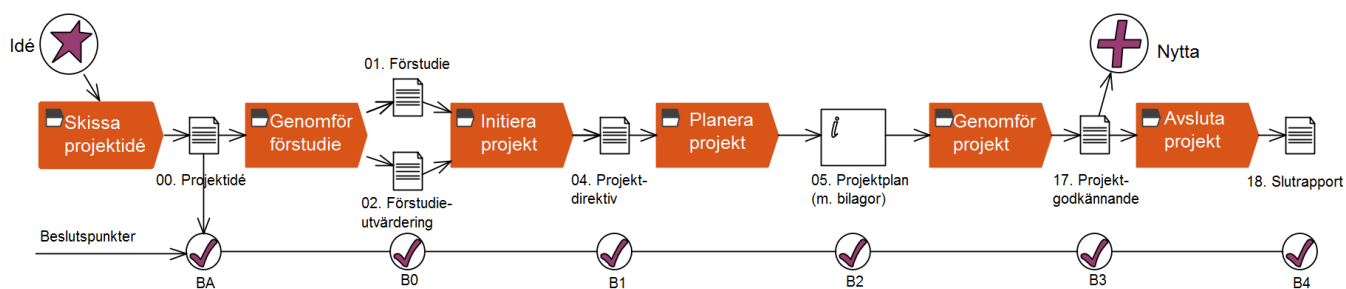 Idé
Nytta
01. Förstudie
Skissa
projektidé
Genomför
förstudie
Initiera
projekt
Planera
projekt
i
Genomför
projekt
Avsluta
projekt
00. Projektidé
02. Förstudie-
utvärdering
04. Projekt-
direktiv
05. Projektplan
(m. bilagor)
17. Projekt-
godkännande
18. Slutrapport
Beslutspunkter
BA
B0
B1
B2
B3
B4